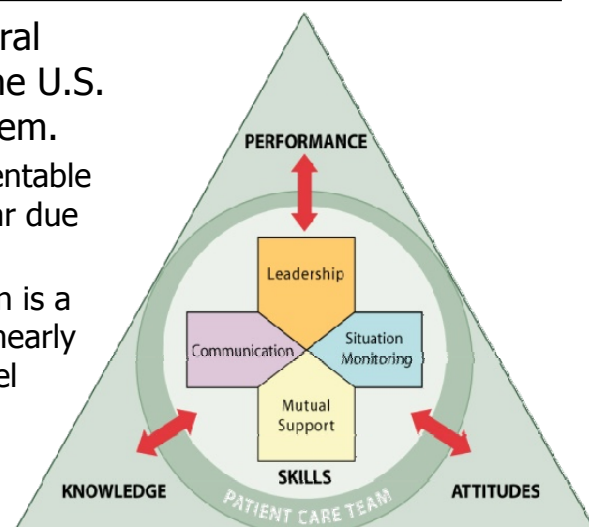 ral
ne U.S.
em.
entable
ar due
n is a
nearly
el
PERFORMANCE
Leadership
Communication
Situation
Monitoring
Mutual
Support
SKILLS
KNOWLEDGE
ATTITUDES
PATIENT CARE TEAM